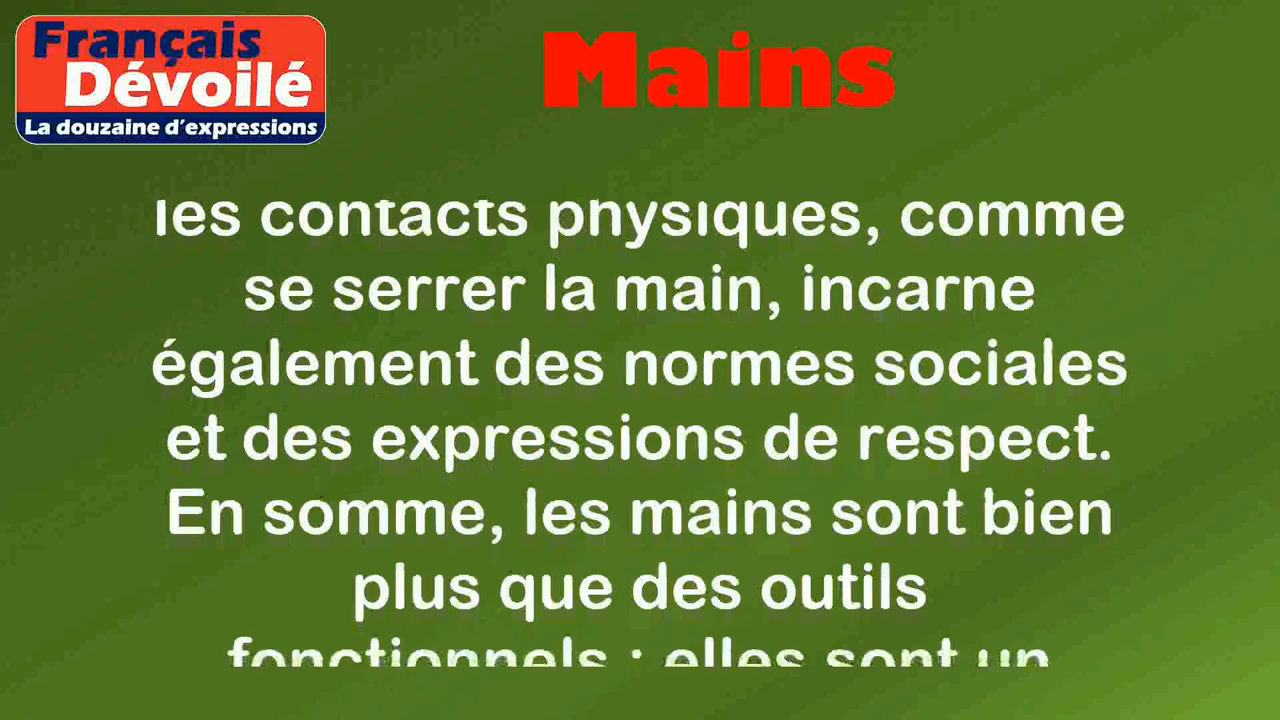 Français
Dévoilé
La douzaine d'expressions
Mains
les contacts physiques, comme
se serrer la main, incarne
également des normes sociales
et des expressions de respect.
En somme, les mains sont bien
plus que des outils
fonctionnels : elles sont un